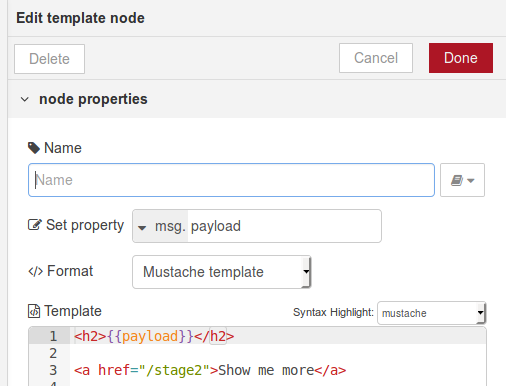 Edit template node
Delete Cancel Done
node properties
Name
Name
Set property msg. payload
Format Mustache template
Template Syntax Highlight: mustache
1 <h2>{{payload}}</h2>
2
3 <a href="/stage2">Show me more</a>